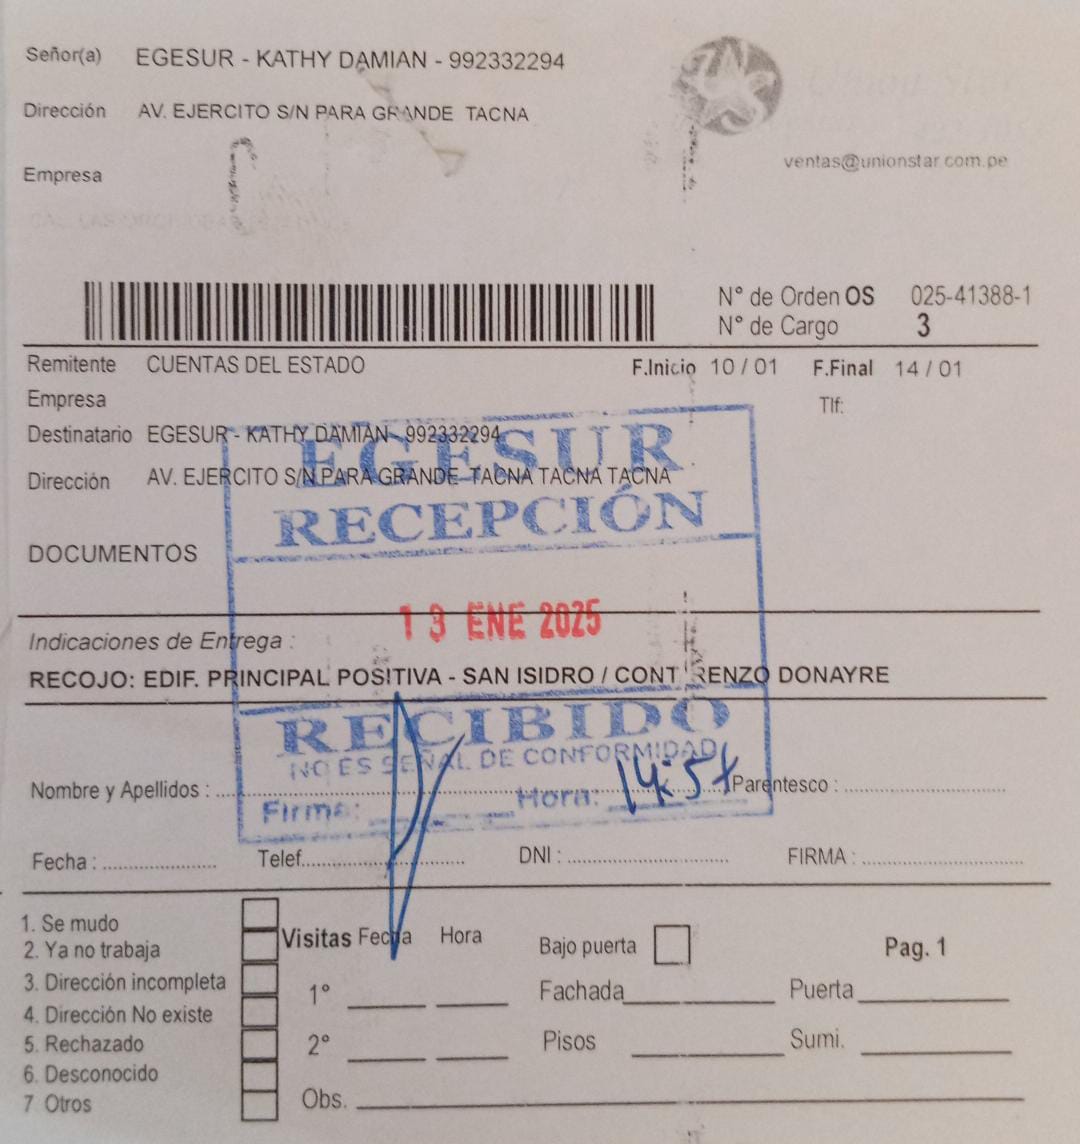 Señor(a) EGESUR - KATHY DAMIAN - 992332294
Dirección AV. EJERCITO S/N PARA GRANDE TACNA
ventas@unionstar.com.pe
Empresa
N° de Orden OS 025-41388-1
N° de Cargo 3
Remitente CUENTAS DEL ESTADO F.Inicio 10 / 01 F.Final 14 / 01
Empresa Tlf:
Destinatario EGESUR - KATHY DAMIAN- 992332294
EGESUR
Dirección AV. EJERCITO S/N PARA GRANDE TACNA TACNA TACNA
RECEPCIÓN
DOCUMENTOS
13 ENE 2025
Indicaciones de Entrega :
RECOJO: EDIF. PRINCIPAL POSITIVA - SAN ISIDRO / CONT RENZO DONAYRE
RECIBIDO
NO ES SEÑAL DE CONFORMIDAD
Nombre y Apellidos : Parentesco :
Firma: Hora:
Fecha : Telef. DNI : FIRMA :
1. Se mudo
2. Ya no trabaja
3. Dirección incompleta
4. Dirección No existe
5. Rechazado
6. Desconocido
7 Otros
Visitas Fecha Hora Bajo puerta Pag. 1
1° Fachada Puerta
2° Pisos Sumi.
Obs.